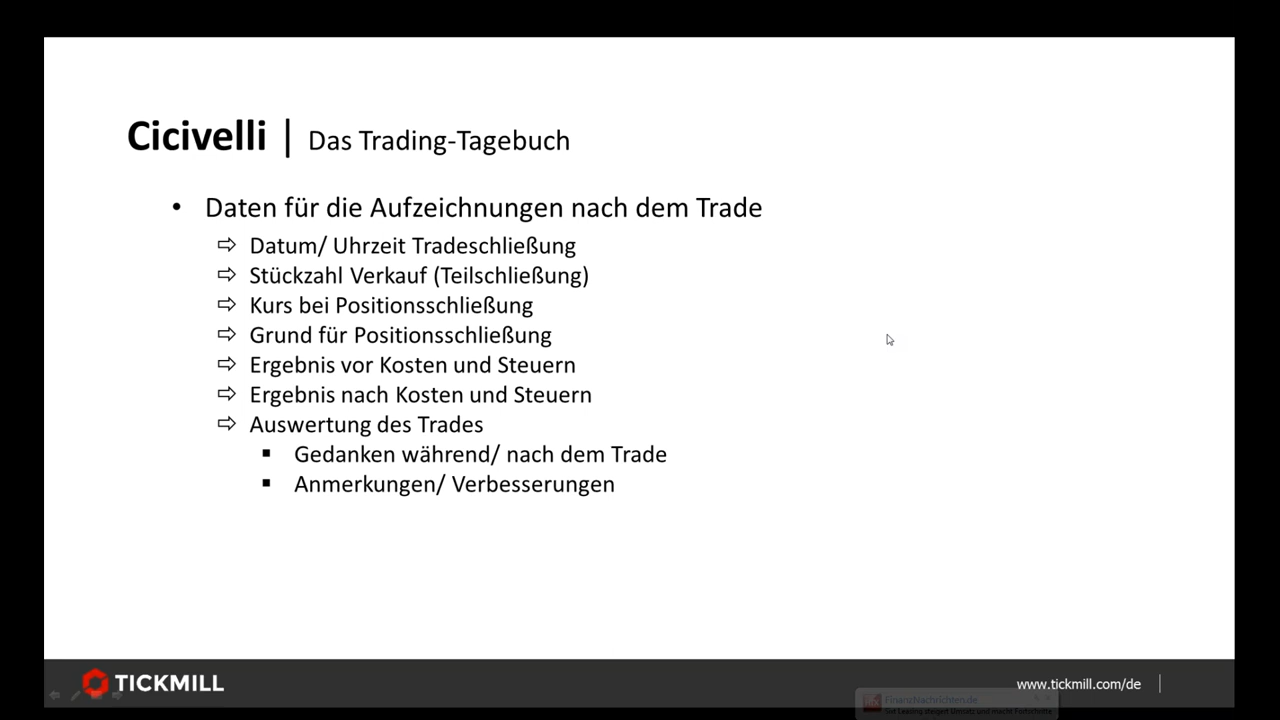 Cicivelli | Das Trading-Tagebuch
• Daten für die Aufzeichnungen nach dem Trade
⇨ Datum/ Uhrzeit Tradeschließung
⇨ Stückzahl Verkauf (Teilschließung)
⇨ Kurs bei Positionsschließung
⇨ Grund für Positionsschließung
⇨ Ergebnis vor Kosten und Steuern
⇨ Ergebnis nach Kosten und Steuern
⇨ Auswertung des Trades
▪ Gedanken während/ nach dem Trade
▪ Anmerkungen/ Verbesserungen
TICKMILL
www.tickmill.com/de
FinanzNachrichten.de